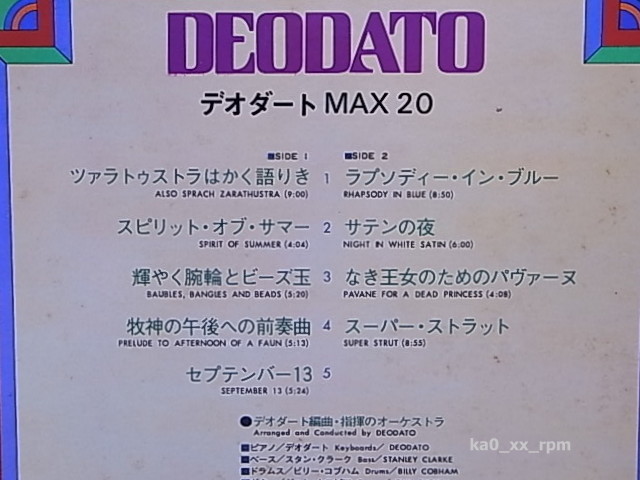 DEODATO
デオダート MAX 20
■SIDE 1
ツァラトゥストラはかく語りき 1
ALSO SPRACH ZARATHUSTRA (9:00)
スピリット・オブ・サマー 2
SPIRIT OF SUMMER (4:04)
輝やく腕輪とビーズ玉 3
BAUBLES, BANGLES AND BEADS (5:20)
牧神の午後への前奏曲 4
PRELUDE TO AFTERNOON OF A FAUN (5:13)
セプテンバー13 5
SEPTEMBER 13 (5:24)
■SIDE 2
ラプソディー・イン・ブルー
RHAPSODY IN BLUE (8:50)
サテンの夜
NIGHT IN WHITE SATIN (6:00)
なき王女のためのパヴァーヌ
PAVANE FOR A DEAD PRINCESS (4:08)
スーパー・ストラット
SUPER STRUT (8:55)
●デオダート編曲・指揮のオーケストラ
Arranged and Conducted by DEODATO
■ピアノ/デオダート Keyboards/ DEODATO
■ベース/スタン・クラーク Bass/ STANLEY CLARKE
■ドラムス/ビリー・コブハム Drums/ BILLY COBHAM
ka0_xx_rpm